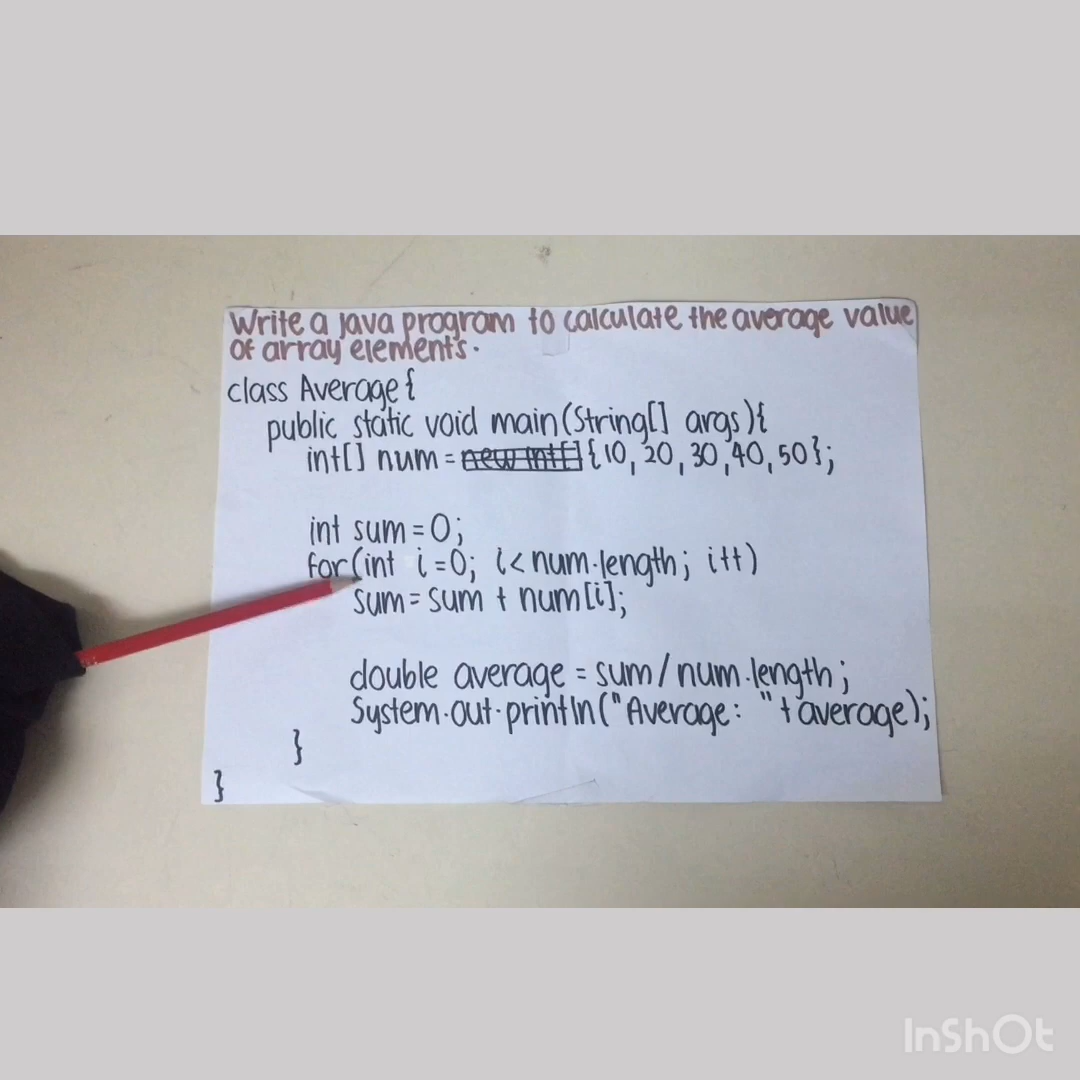 Write a java program to calculate the average value
of array elements.
class Average{
public static void main(String[] args){
int[] num = new int[] {10, 20, 30, 40, 50};
int sum = 0;
for(int i = 0; i < num.length; i++)
sum = sum + num[i];
double average = sum / num.length;
System.out.println("Average: " + average);
}
}
InShOt